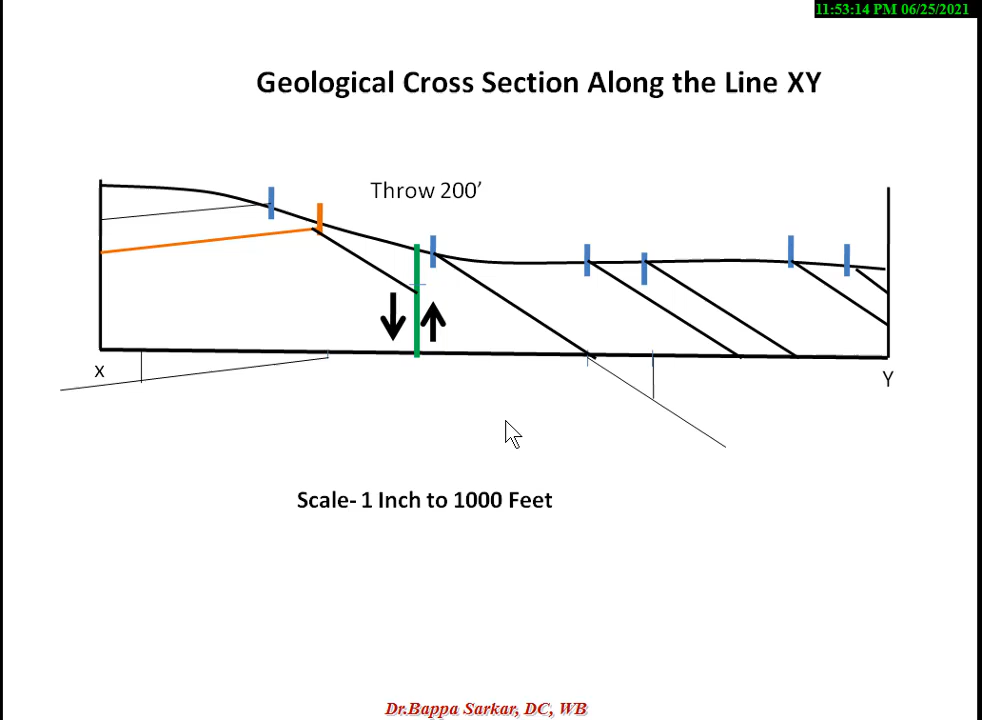 11:53:14 PM 06/25/2021
Geological Cross Section Along the Line XY
Throw 200’
x
Y
Scale- 1 Inch to 1000 Feet
Dr.Bappa Sarkar, DC, WB